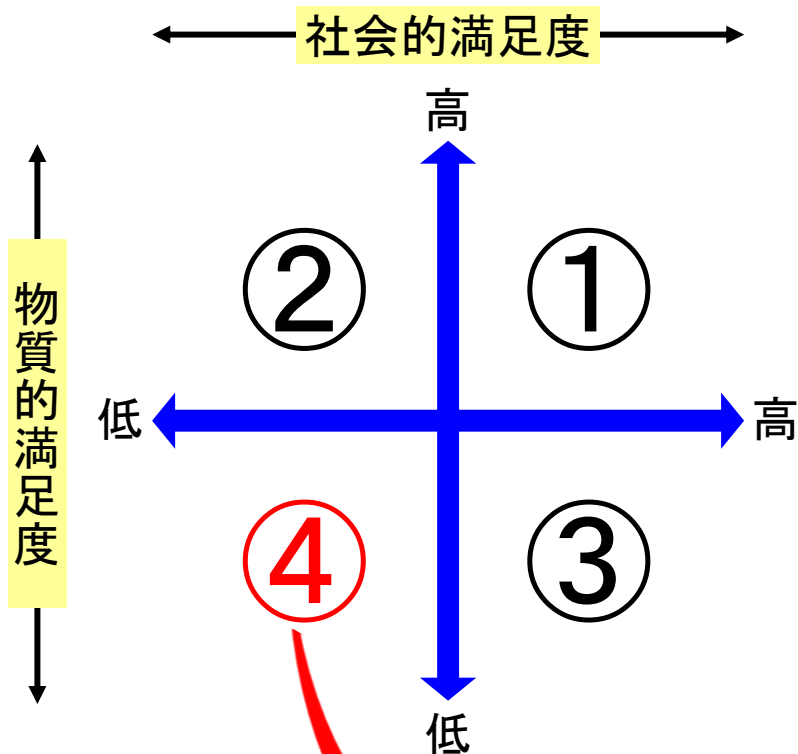 社会的満足度
高
② ①
物質的満足度
低 高
④ ③
低